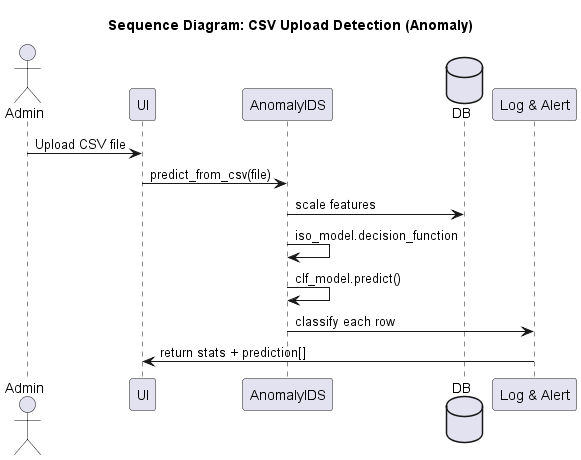 Sequence Diagram: CSV Upload Detection (Anomaly)
Admin
UI
AnomalyIDS
DB
Log & Alert
Upload CSV file
predict_from_csv(file)
scale features
iso_model.decision_function
clf_model.predict()
classify each row
return stats + prediction[]
Admin
UI
AnomalyIDS
DB
Log & Alert